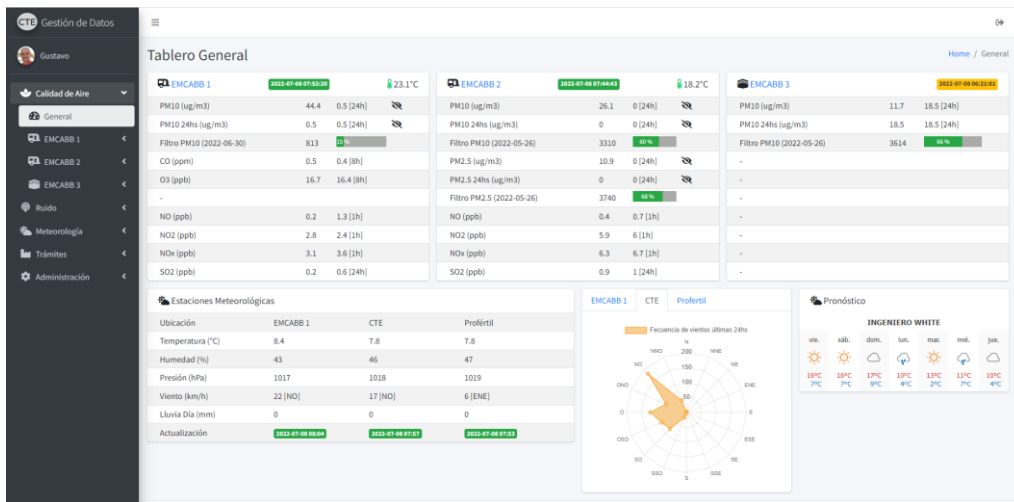 CTE Gestión de Datos
Gustavo
Calidad de Aire
General
EMCABB 1
EMCABB 2
EMCABB 3
Ruido
Meteorología
Trámites
Administración
Tablero General
Home / General
EMCABB 1 2022-07-08 07:52:20 23.1°C
PM10 (ug/m3) 44.4 0.5 [24h]
PM10 24hs (ug/m3) 0.5 0.5 [24h]
Filtro PM10 (2022-06-30) 813 15 %
CO (ppm) 0.5 0.4 [8h]
O3 (ppb) 16.7 16.4 [8h]
-
NO (ppb) 0.2 1.3 [1h]
NO2 (ppb) 2.8 2.4 [1h]
NOx (ppb) 3.1 3.6 [1h]
SO2 (ppb) 0.2 0.6 [24h]
EMCABB 2 2022-07-08 07:44:43 18.2°C
PM10 (ug/m3) 26.1 0 [24h]
PM10 24hs (ug/m3) 0 0 [24h]
Filtro PM10 (2022-05-26) 3310 60 %
PM2.5 (ug/m3) 10.9 0 [24h]
PM2.5 24hs (ug/m3) 0 0 [24h]
Filtro PM2.5 (2022-05-26) 3740 68 %
NO (ppb) 0.4 0.7 [1h]
NO2 (ppb) 5.9 6 [1h]
NOx (ppb) 6.3 6.7 [1h]
SO2 (ppb) 0.9 1 [24h]
EMCABB 3 2022-07-08 06:21:01
PM10 (ug/m3) 11.7 18.5 [24h]
PM10 24hs (ug/m3) 18.5 18.5 [24h]
Filtro PM10 (2022-05-26) 3614 66 %
-
-
-
-
-
-
-
Estaciones Meteorológicas
Ubicación EMCABB 1 CTE Profértil
Temperatura (°C) 8.4 7.8 7.8
Humedad (%) 43 46 47
Presión (hPa) 1017 1018 1019
Viento (km/h) 22 [NO] 17 [NO] 6 [ENE]
Lluvia Día (mm) 0 0 0
Actualización 2022-07-08 08:04 2022-07-08 07:57 2022-07-08 07:53
EMCABB 1 CTE Profertil
Fecuencia de vientos últimas 24hs
N
NNO 200 NNE
NO 150 NE
ONO 100 ENE
50
O E
OSO ESE
SO SE
SSO S SSE
Pronóstico
INGENIERO WHITE
vie. sáb. dom. lun. mar. mié. jue.
16ºC 16ºC 17ºC 10ºC 13ºC 11ºC 10ºC
7ºC 7ºC 9ºC 4ºC 2ºC 7ºC 4ºC